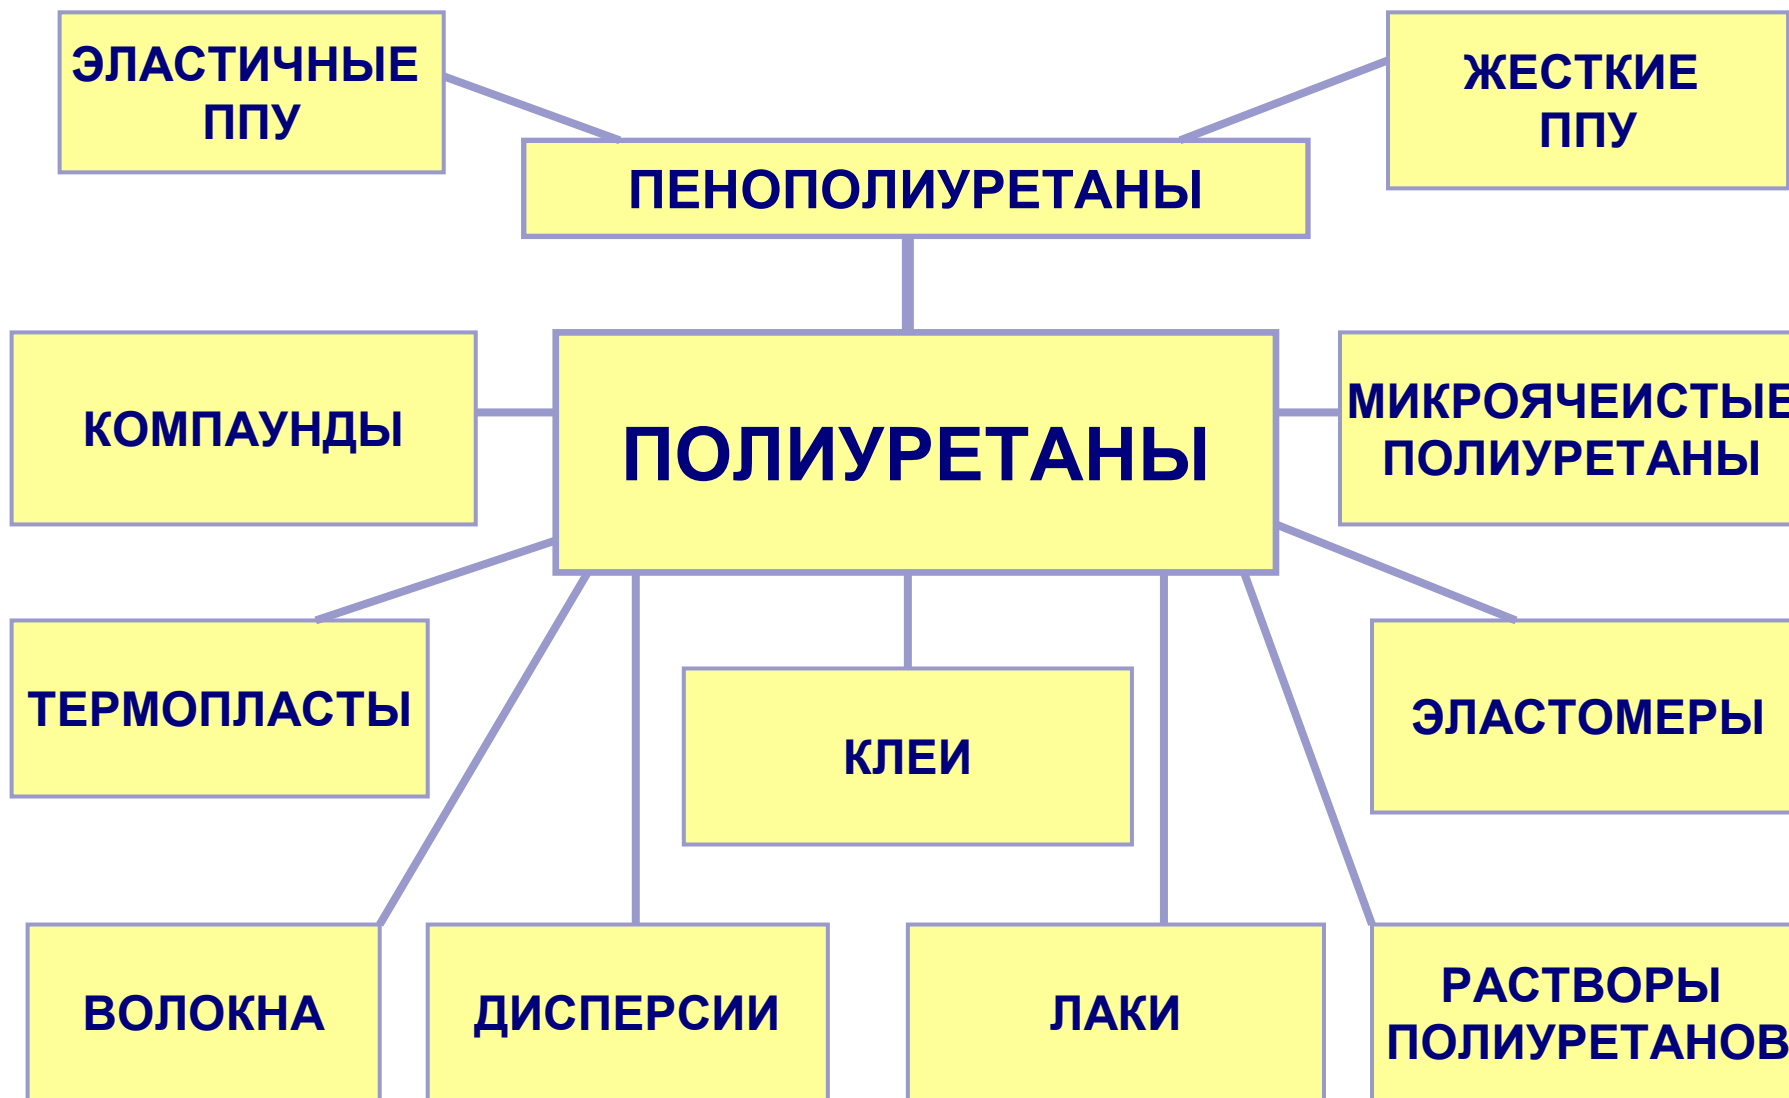 ЭЛАСТИЧНЫЕ
ППУ
ЖЕСТКИЕ
ППУ
ПЕНОПОЛИУРЕТАНЫ
КОМПАУНДЫ
ПОЛИУРЕТАНЫ
МИКРОЯЧЕИСТЫЕ
ПОЛИУРЕТАНЫ
ТЕРМОПЛАСТЫ
КЛЕИ
ЭЛАСТОМЕРЫ
ВОЛОКНА
ДИСПЕРСИИ
ЛАКИ
РАСТВОРЫ
ПОЛИУРЕТАНОВ